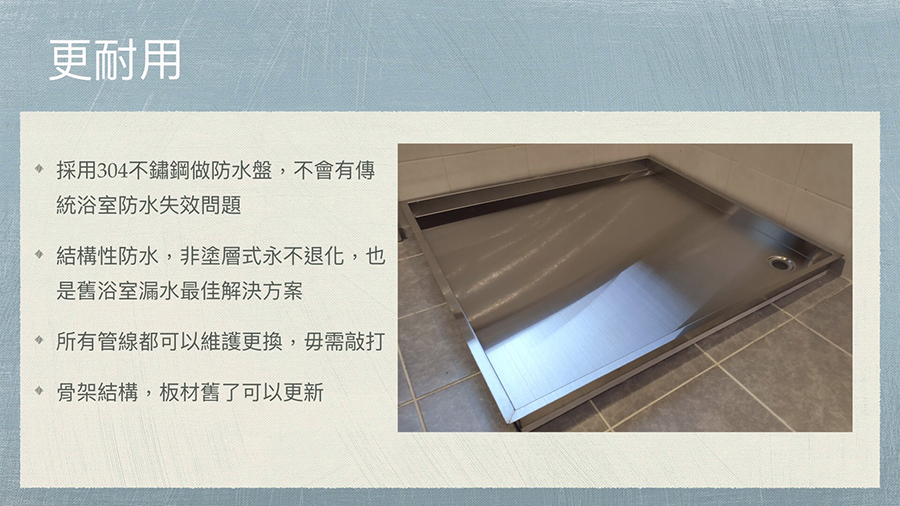 更耐用
採用304不鏽鋼做防水盤，不會有傳
統浴室防水失效問題
結構性防水，非塗層式永不退化，也
是舊浴室漏水最佳解決方案
所有管線都可以維護更換，毋需敲打
骨架結構，板材舊了可以更新